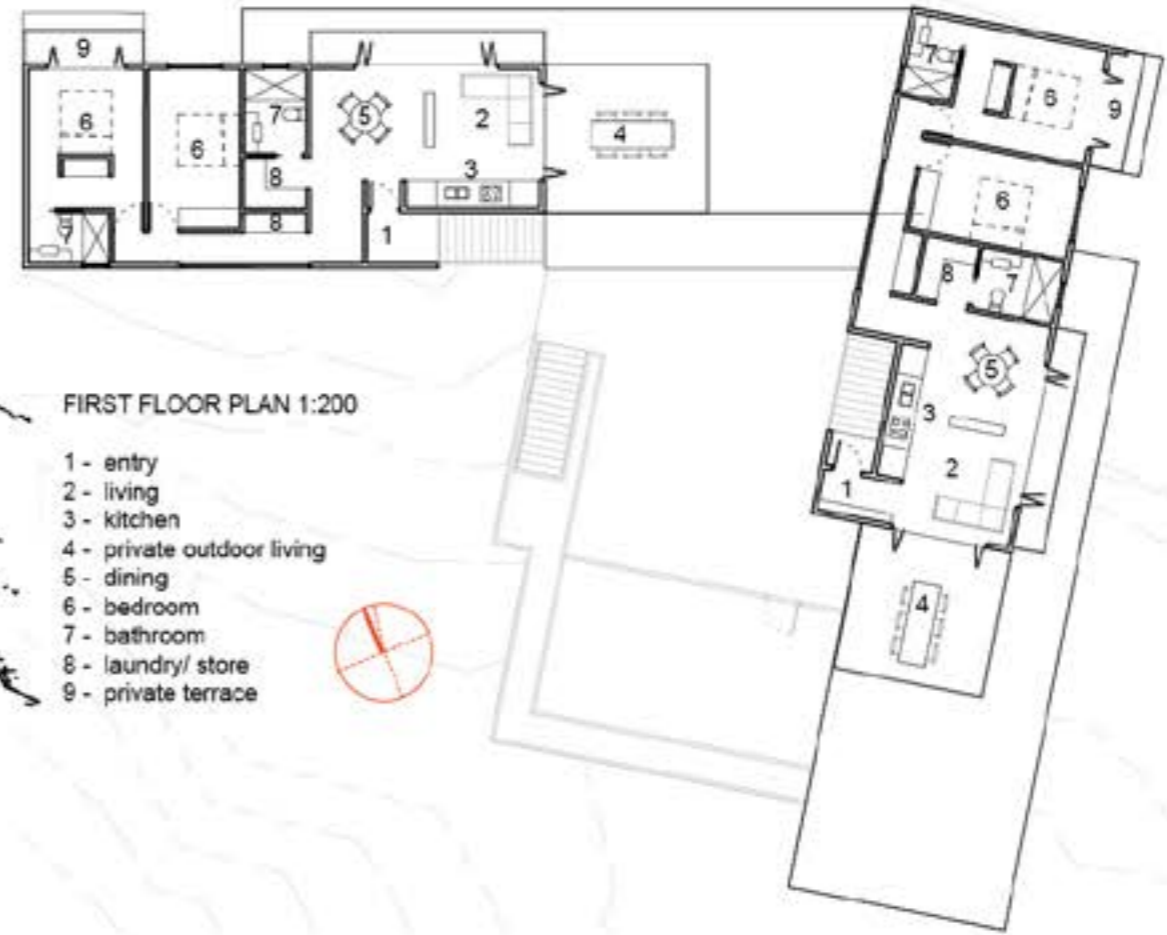 9
6
6
7
5
2
4
3
8
8
1
7
6
9
6
8
7
5
3
2
1
4
FIRST FLOOR PLAN 1:200
1 - entry
2 - living
3 - kitchen
4 - private outdoor living
5 - dining
6 - bedroom
7 - bathroom
8 - laundry/ store
9 - private terrace